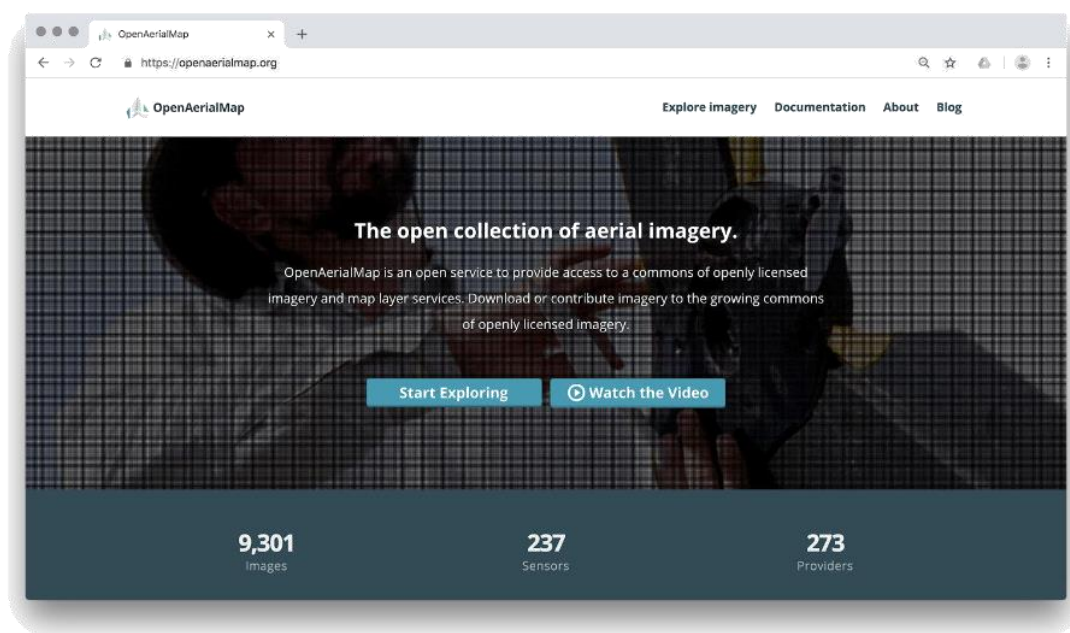 OpenAerialMap
https://openaerialmap.org
OpenAerialMap
Explore imagery Documentation About Blog
The open collection of aerial imagery.
OpenAerialMap is an open service to provide access to a commons of openly licensed
imagery and map layer services. Download or contribute imagery to the growing commons
of openly licensed imagery.
Start Exploring Watch the Video
9,301 237 273
Images Sensors Providers